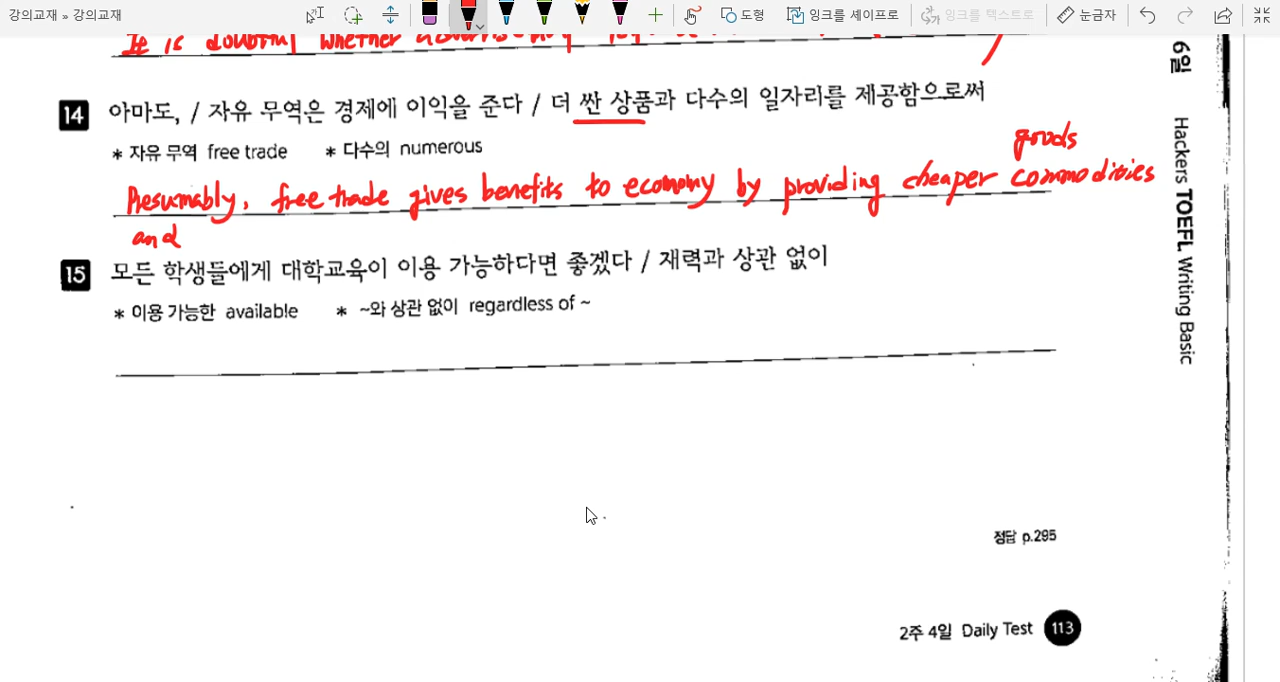 강의교재 » 강의교재
도형
잉크를 셰이프로
잉크를 텍스트로
눈금자
It is doubtful whether
14 아마도, / 자유 무역은 경제에 이익을 준다 / 더 싼 상품과 다수의 일자리를 제공함으로써
* 자유 무역 free trade * 다수의 numerous
goods
Presumably, free trade gives benefits to economy by providing cheaper commodities
and
15 모든 학생들에게 대학교육이 이용 가능하다면 좋겠다 / 재력과 상관 없이
* 이용 가능한 available * ~와 상관 없이 regardless of ~
6일
Hackers TOEFL Writing Basic
정답 p.295
2주 4일 Daily Test 113